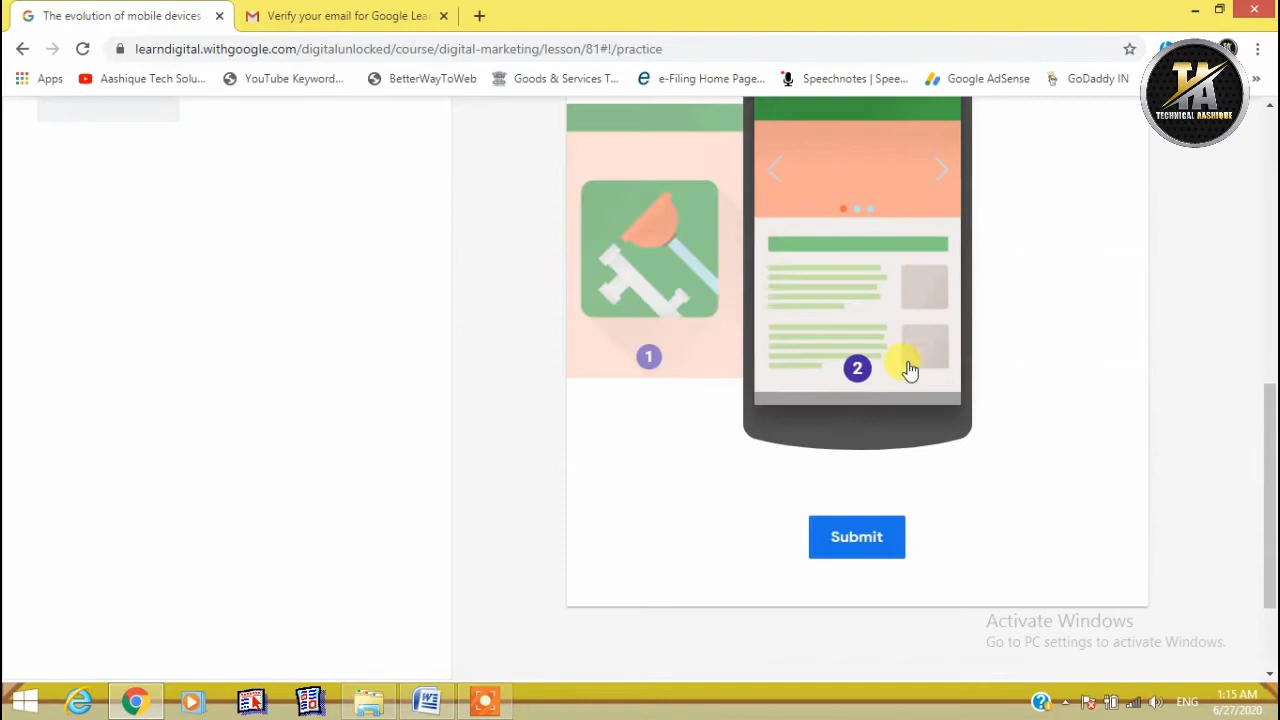 The evolution of mobile devices
Verify your email for Google Lea
learndigital.withgoogle.com/digitalunlocked/course/digital-marketing/lesson/81#!/practice
Apps
Aashique Tech Solu...
YouTube Keyword...
BetterWayToWeb
Goods & Services T...
e-Filing Home Page...
Speechnotes | Spee...
Google AdSense
GoDaddy IN
»
TA
TECHNICAL AASHIQUE
1
2
Submit
Activate Windows
Go to PC settings to activate Windows.
ENG
1:15 AM
6/27/2020